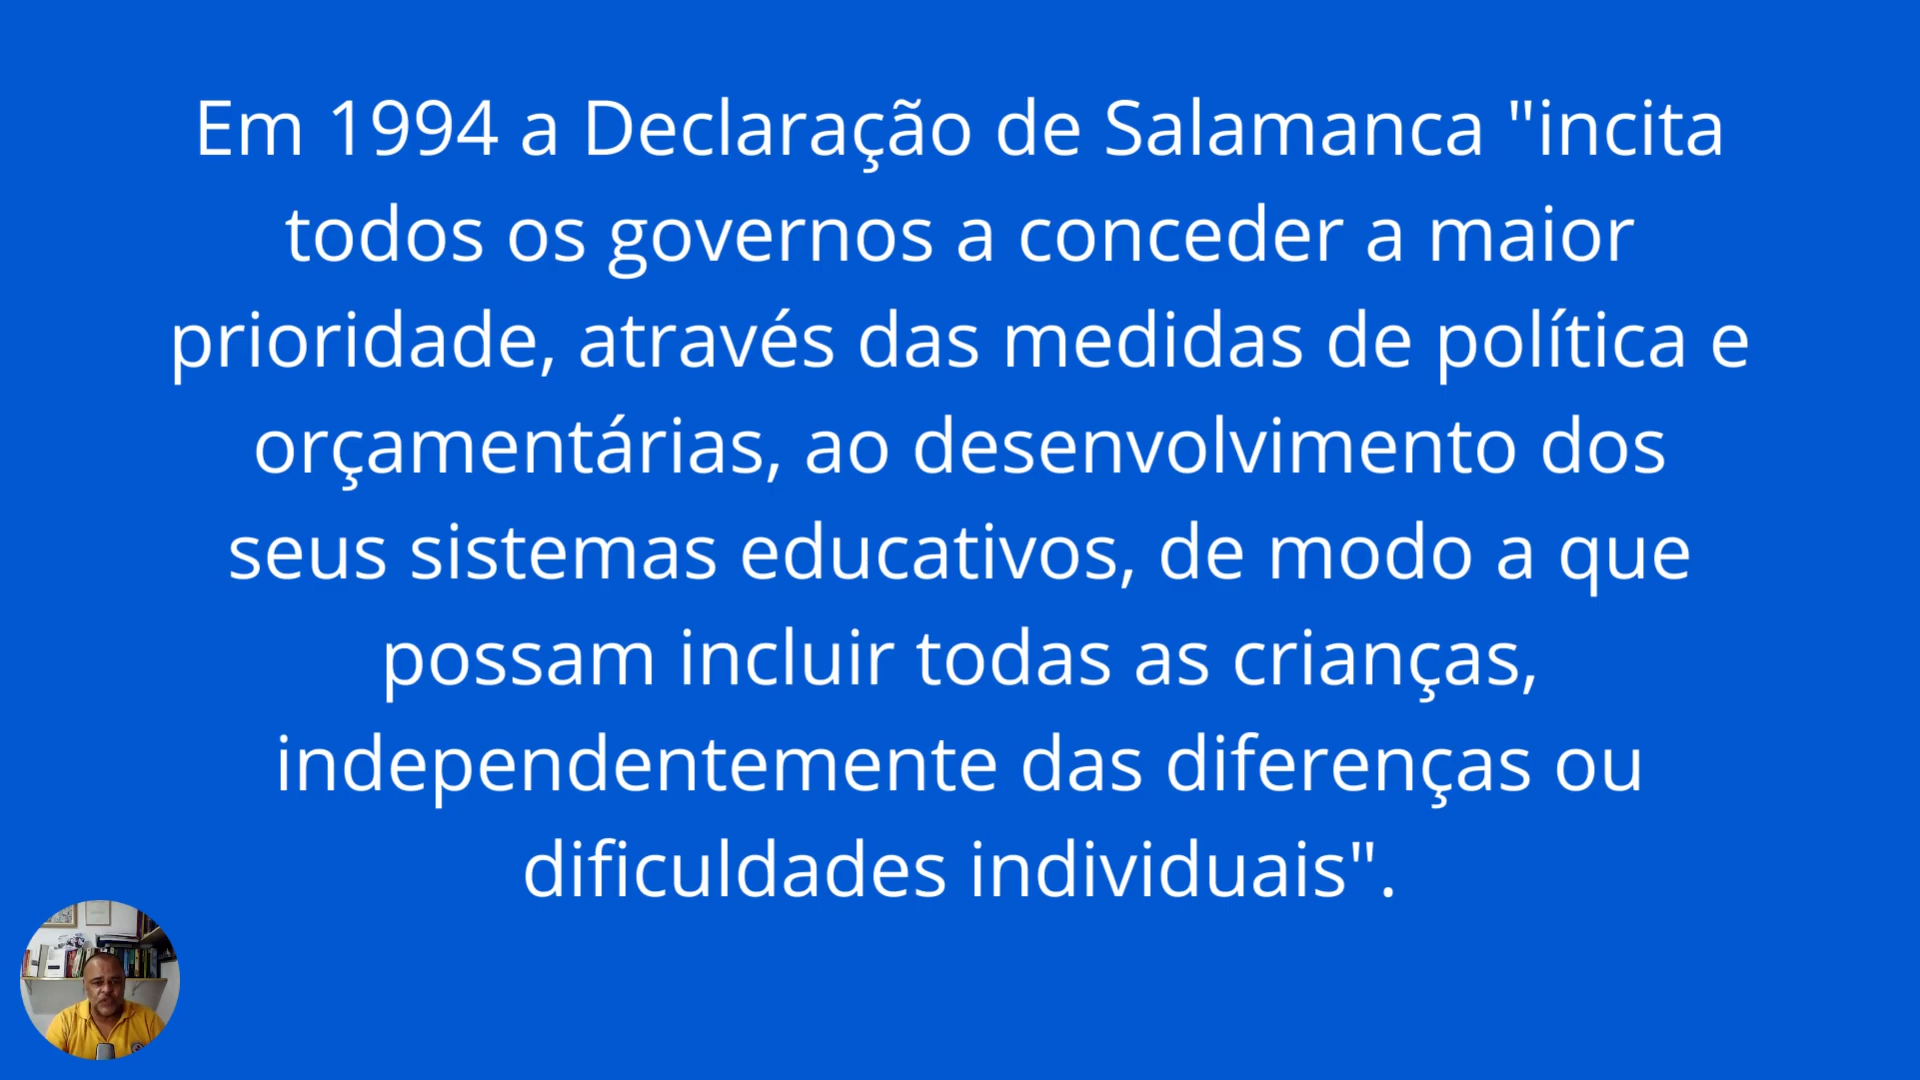 Em 1994 a Declaração de Salamanca "incita
todos os governos a conceder a maior
prioridade, através das medidas de política e
orçamentárias, ao desenvolvimento dos
seus sistemas educativos, de modo a que
possam incluir todas as crianças,
independentemente das diferenças ou
dificuldades individuais".